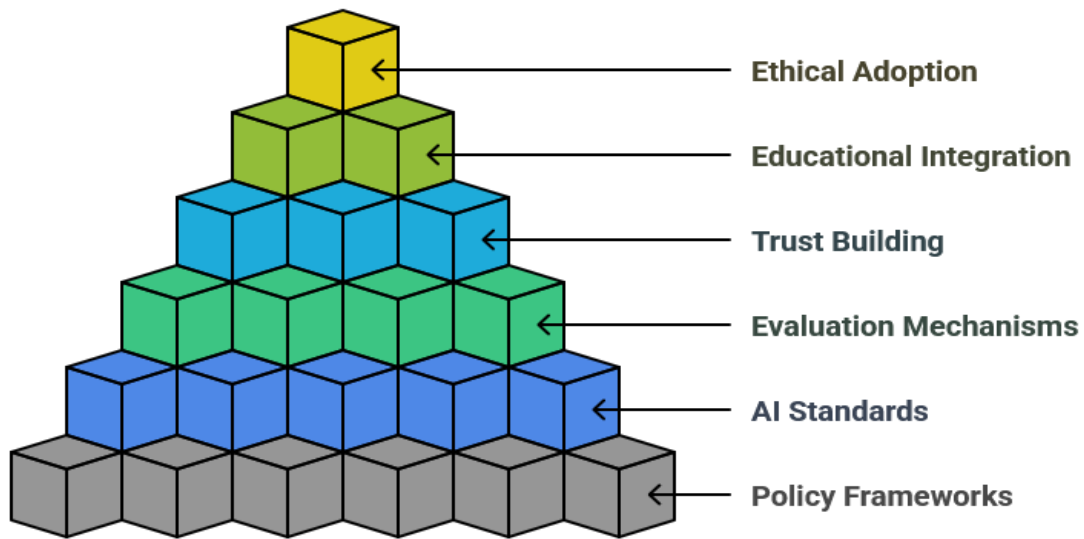 Ethical Adoption
Educational Integration
Trust Building
Evaluation Mechanisms
AI Standards
Policy Frameworks